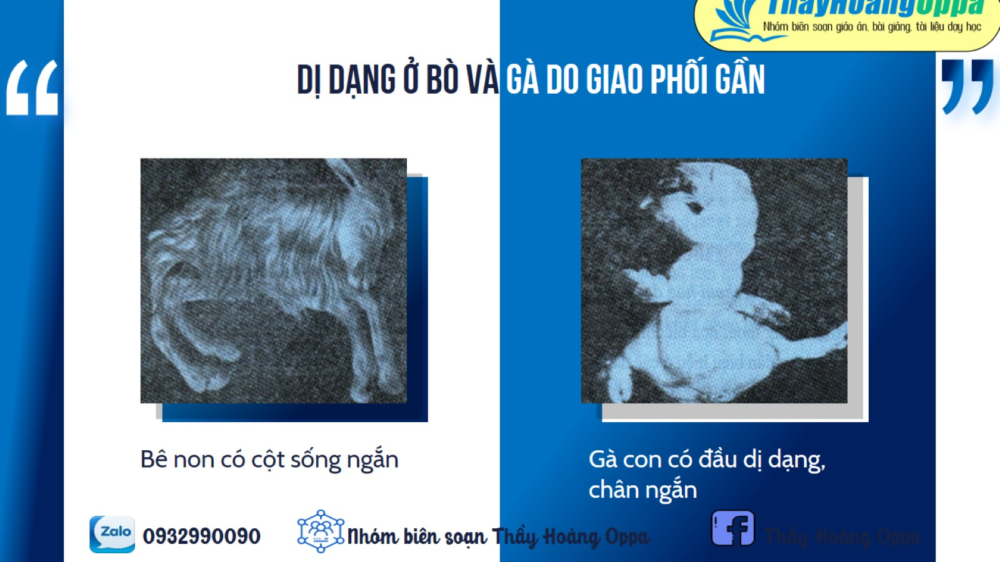 ThầyHoàngOppa
Nhóm biên soạn giáo án, bài giảng, tài liệu dạy học
DỊ DẠNG Ở BÒ VÀ GÀ DO GIAO PHỐI GẦN
Bê non có cột sống ngắn
Gà con có đầu dị dạng,
chân ngắn
Zalo
0932990090
Nhóm biên soạn Thầy Hoàng Oppa
Thầy Hoàng Oppa